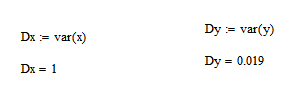 Dx := var(x)
Dx = 1
Dy := var(y)
Dy = 0.019